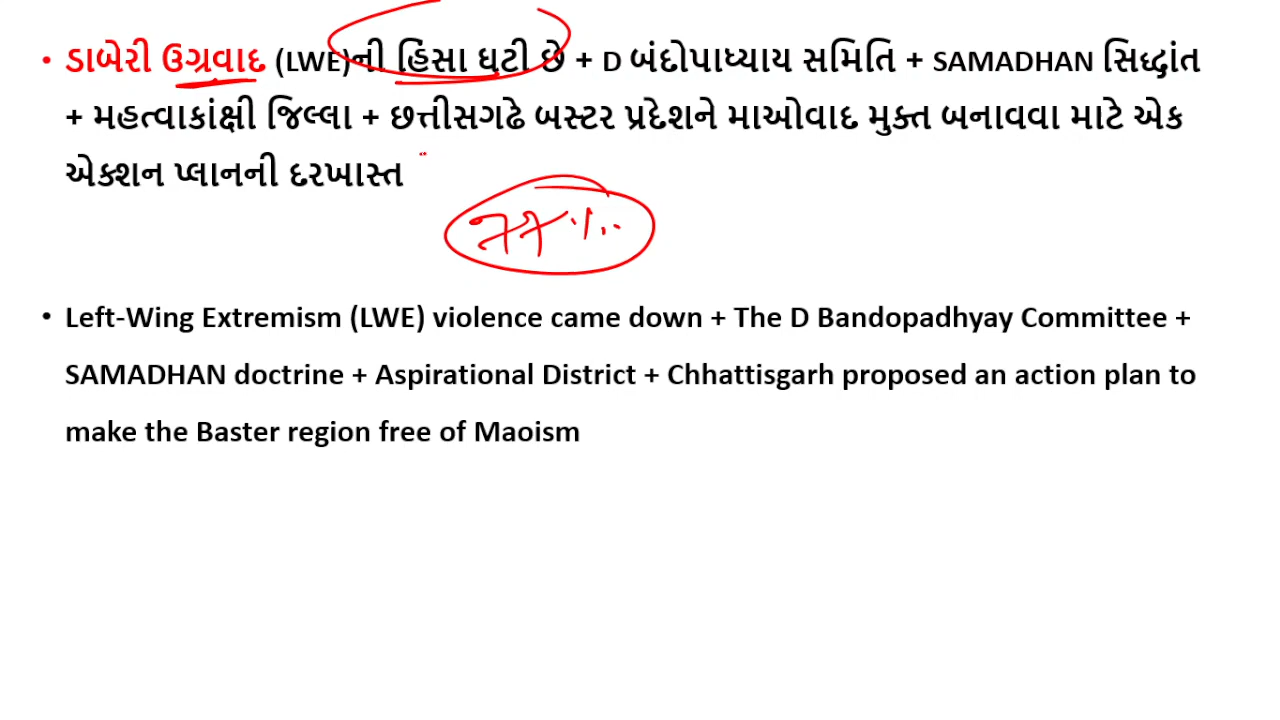 • ડાબેરી ઉગ્રવાદ (LWE)ની હિંસા ઘટી છે + D બંદોપાધ્યાય સમિતિ + SAMADHAN સિદ્ધાંત
+ મહત્વાકાંક્ષી જિલ્લા + છત્તીસગઢે બસ્ટર પ્રદેશને માઓવાદ મુક્ત બનાવવા માટે એક
એક્શન પ્લાનની દરખાસ્ત
77%
• Left-Wing Extremism (LWE) violence came down + The D Bandopadhyay Committee +
SAMADHAN doctrine + Aspirational District + Chhattisgarh proposed an action plan to
make the Baster region free of Maoism